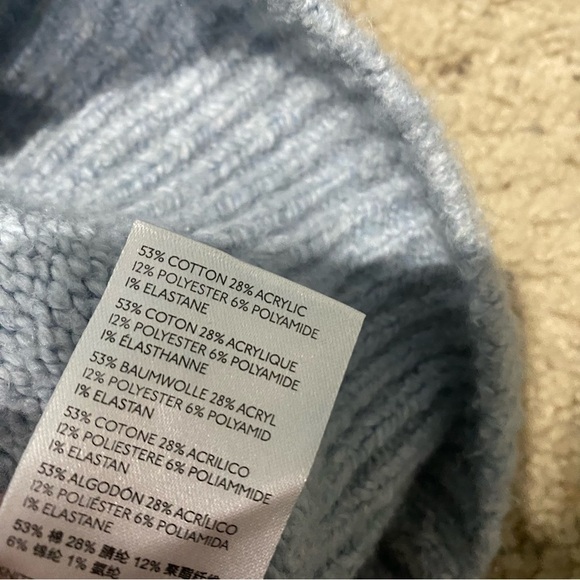 53% COTTON 28% ACRYLIC
12% POLYESTER 6% POLYAMIDE
1% ELASTANE
53% COTON 28% ACRYLIQUE
12% POLYESTER 6% POLYAMIDE
1% ÉLASTHANNE
53% BAUMWOLLE 28% ACRYL
12% POLYESTER 6% POLYAMID
1% ELASTAN
53% COTONE 28% ACRILICO
12% POLIESTERE 6% POLIAMMIDE
1% ELASTANE
53% ALGODÓN 28% ACRÍLICO
12% POLIÉSTER 6% POLIAMIDA
1% ELASTANE
53% 棉 28% 腈纶 12% 聚酯纤维
6% 锦纶 1% 氨纶